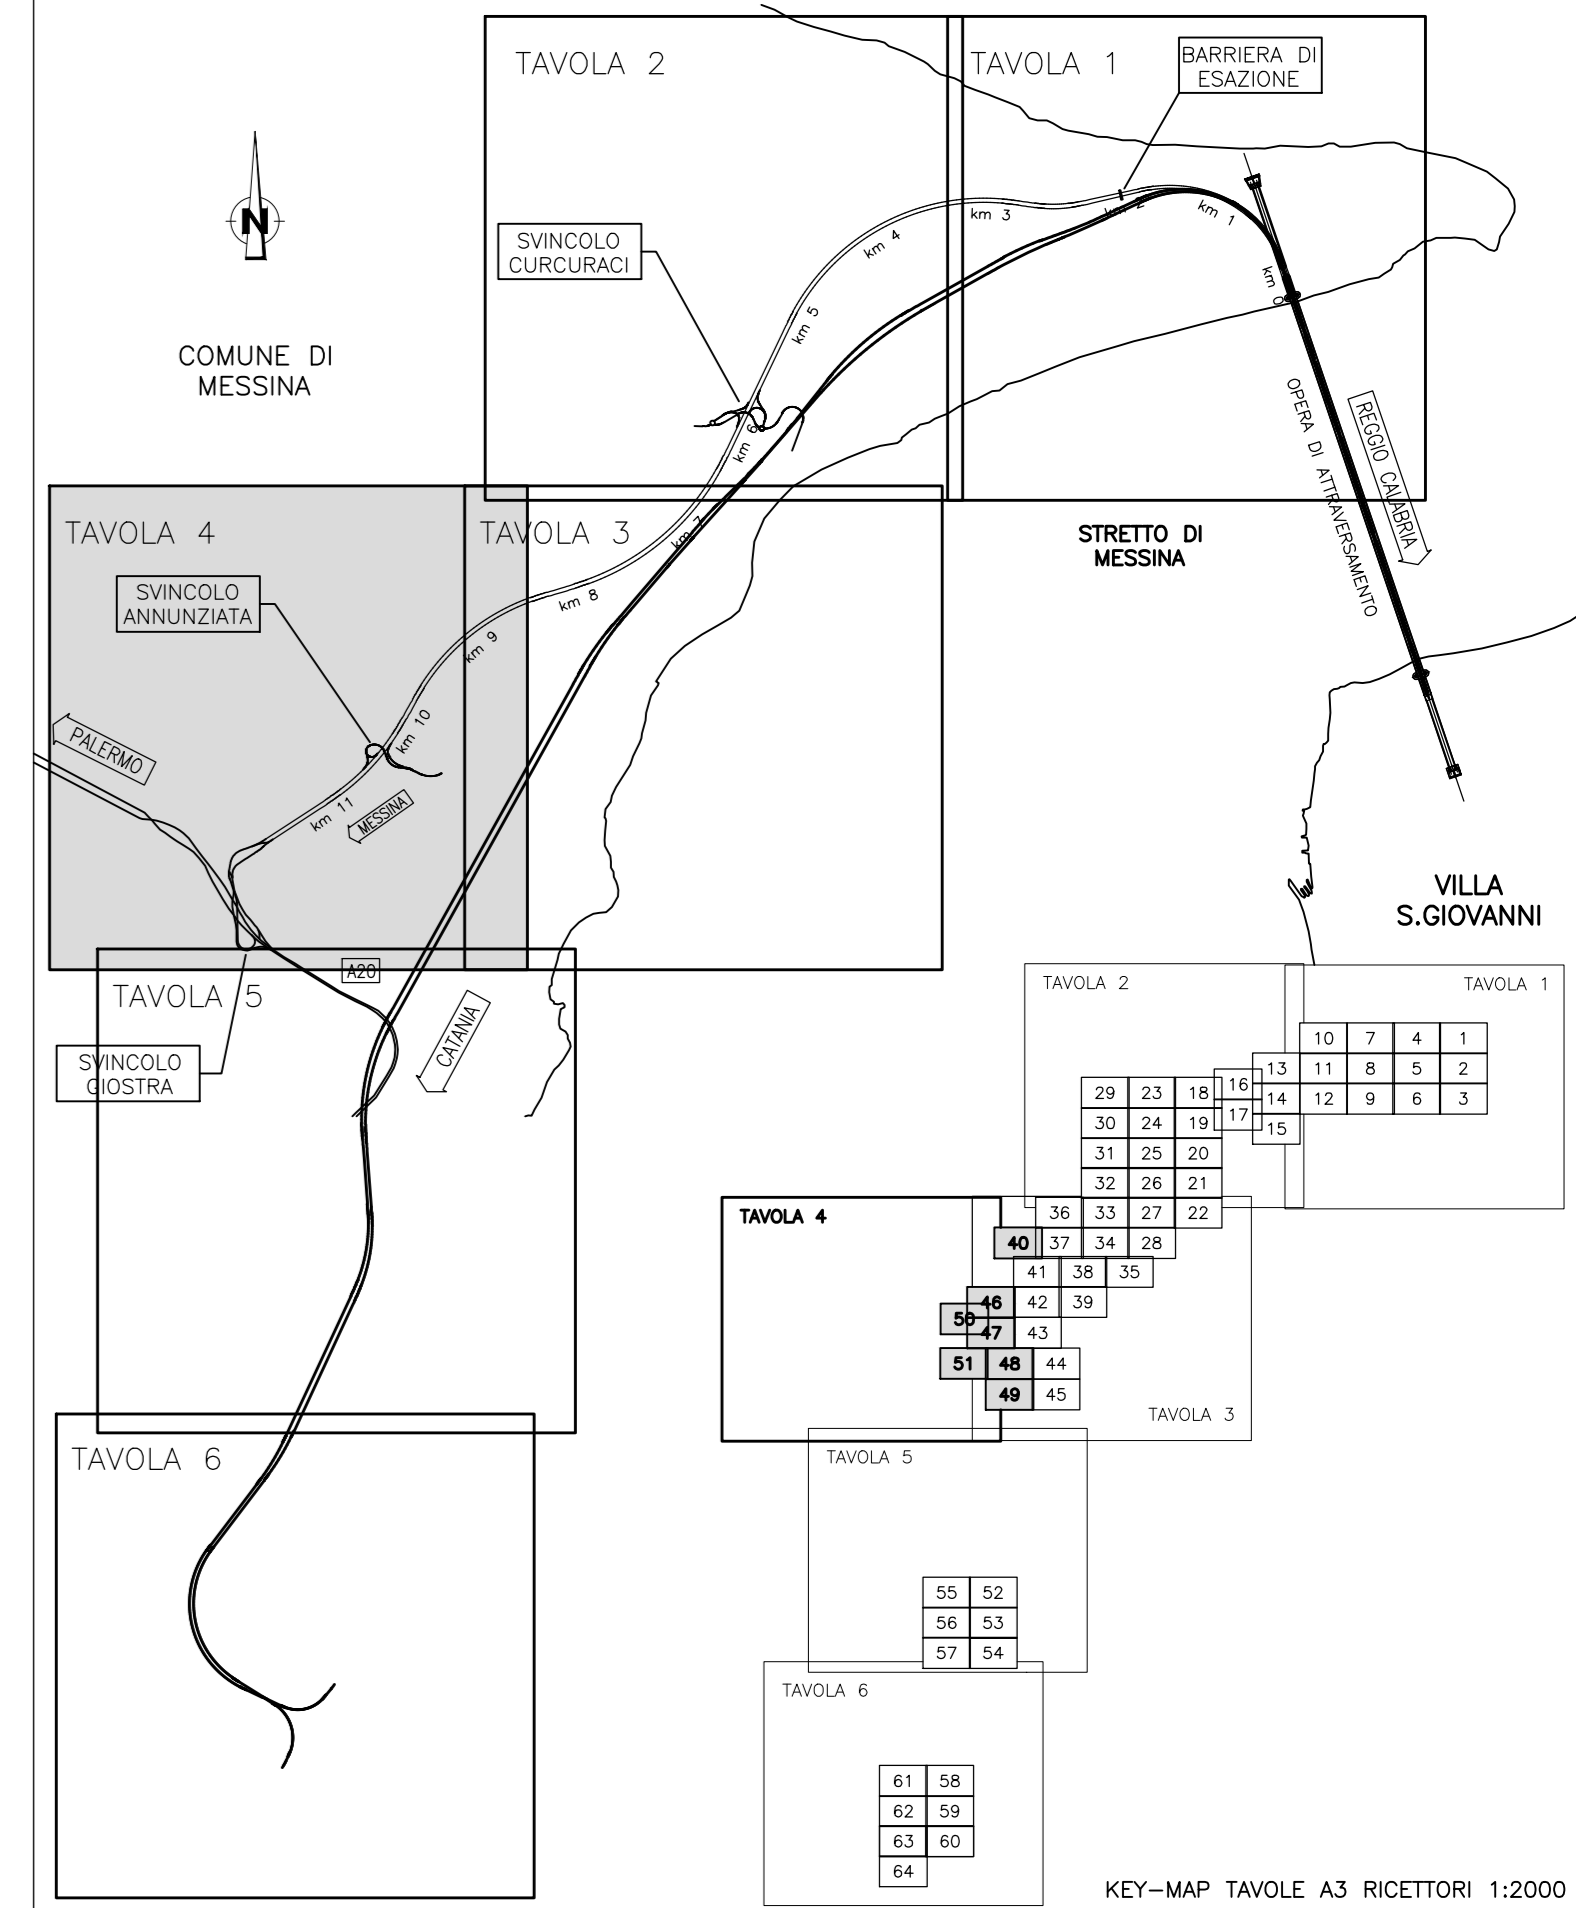 TAVOLA 2
TAVOLA 1
BARRIERA DI
ESAZIONE
N
SVINCOLO
CURCURACI
COMUNE DI
MESSINA
km 0
km 1
km 2
km 3
km 4
km 5
km 6
km 7
km 8
km 9
km 10
km 11
OPERA DI ATTRAVERSAMENTO
REGGIO CALABRIA
STRETTO DI
MESSINA
TAVOLA 4
TAVOLA 3
SVINCOLO
ANNUNZIATA
PALERMO
MESSINA
VILLA
S.GIOVANNI
A20
TAVOLA 5
CATANIA
SVINCOLO
GIOSTRA
TAVOLA 6
TAVOLA 2
TAVOLA 1
10 7 4 1
13 11 8 5 2
16 14 12 9 6 3
17 15
29 23 18
30 24 19
31 25 20
32 26 21
36 33 27 22
TAVOLA 4
40 37 34 28
41 38 35
46 42 39
50
47 43
51 48 44
49 45
TAVOLA 3
TAVOLA 5
55 52
56 53
57 54
TAVOLA 6
61 58
62 59
63 60
64
KEY-MAP TAVOLE A3 RICETTORI 1:2000